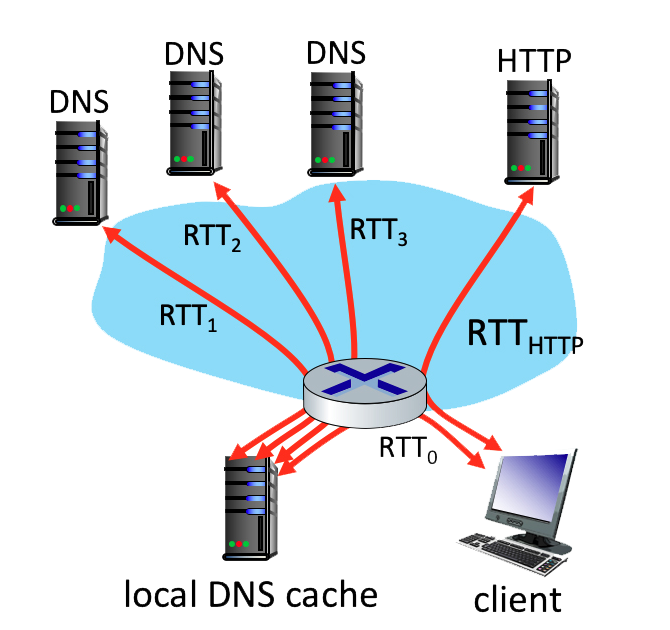 DNS
DNS
DNS
HTTP
RTT2
RTT3
RTT1
RTTHTTP
RTT0
local DNS cache
client